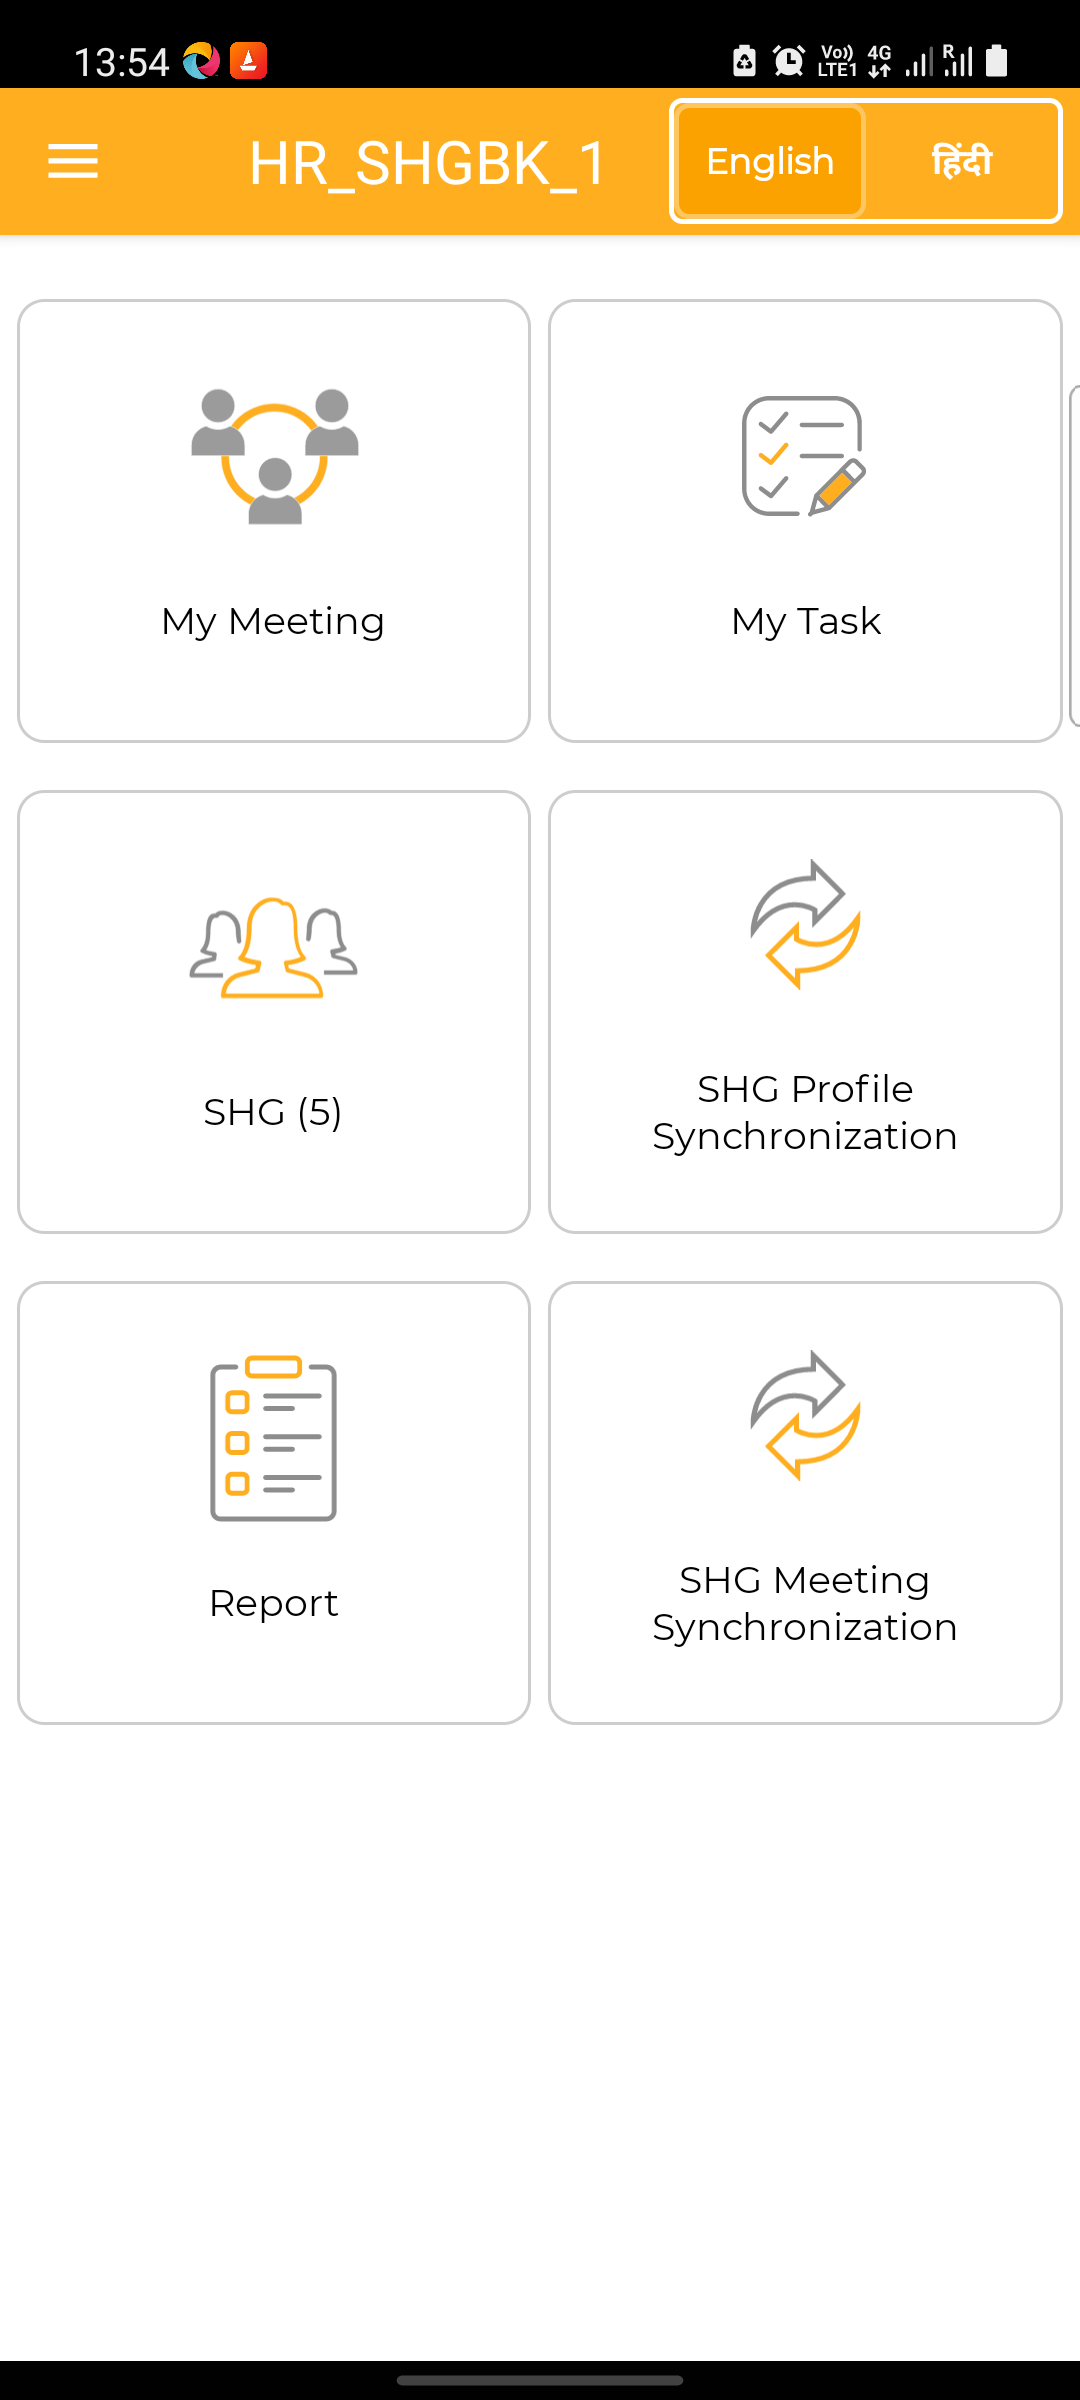 13:54
Vo)) 4G R
LTE1
HR_SHGBK_1
English
हिंदी
My Meeting
My Task
SHG (5)
SHG Profile
Synchronization
Report
SHG Meeting
Synchronization